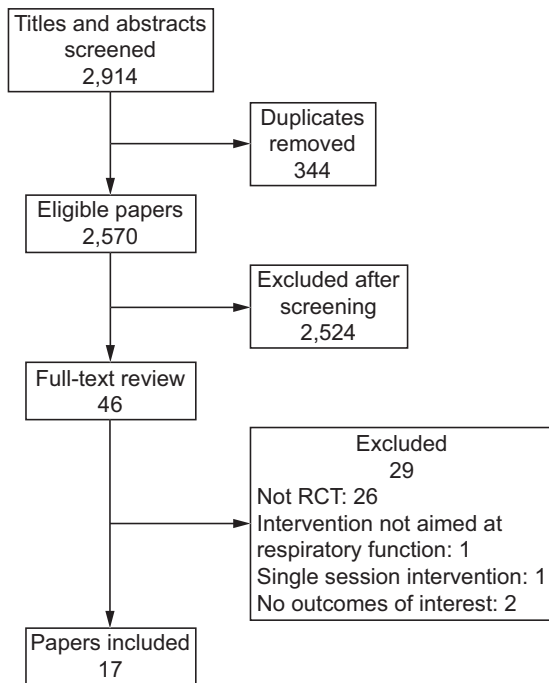 Titles and abstracts
screened
2,914
Duplicates
removed
344
Eligible papers
2,570
Excluded after
screening
2,524
Full-text review
46
Excluded
29
Not RCT: 26
Intervention not aimed at
respiratory function: 1
Single session intervention: 1
No outcomes of interest: 2
Papers included
17